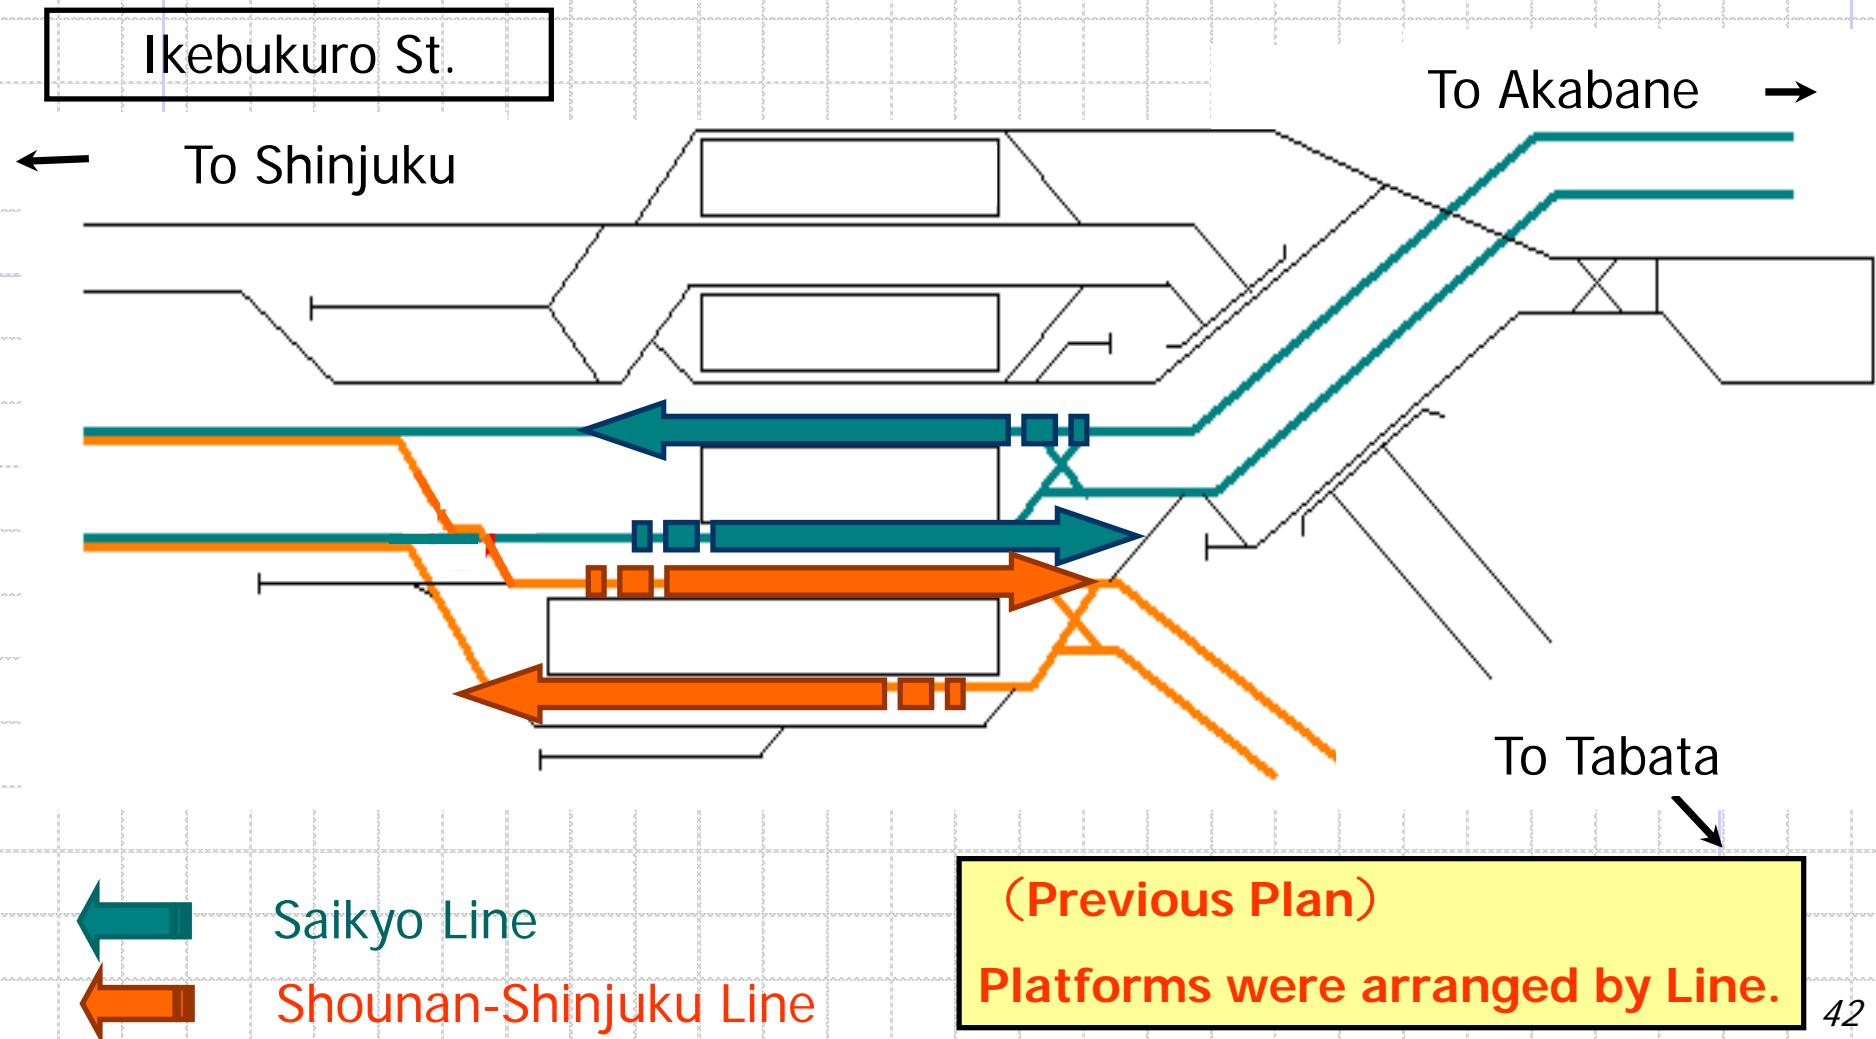 Ikebukuro St.
To Akabane
To Shinjuku
To Tabata
Saikyo Line
Shounan-Shinjuku Line
（Previous Plan）
Platforms were arranged by Line.
42